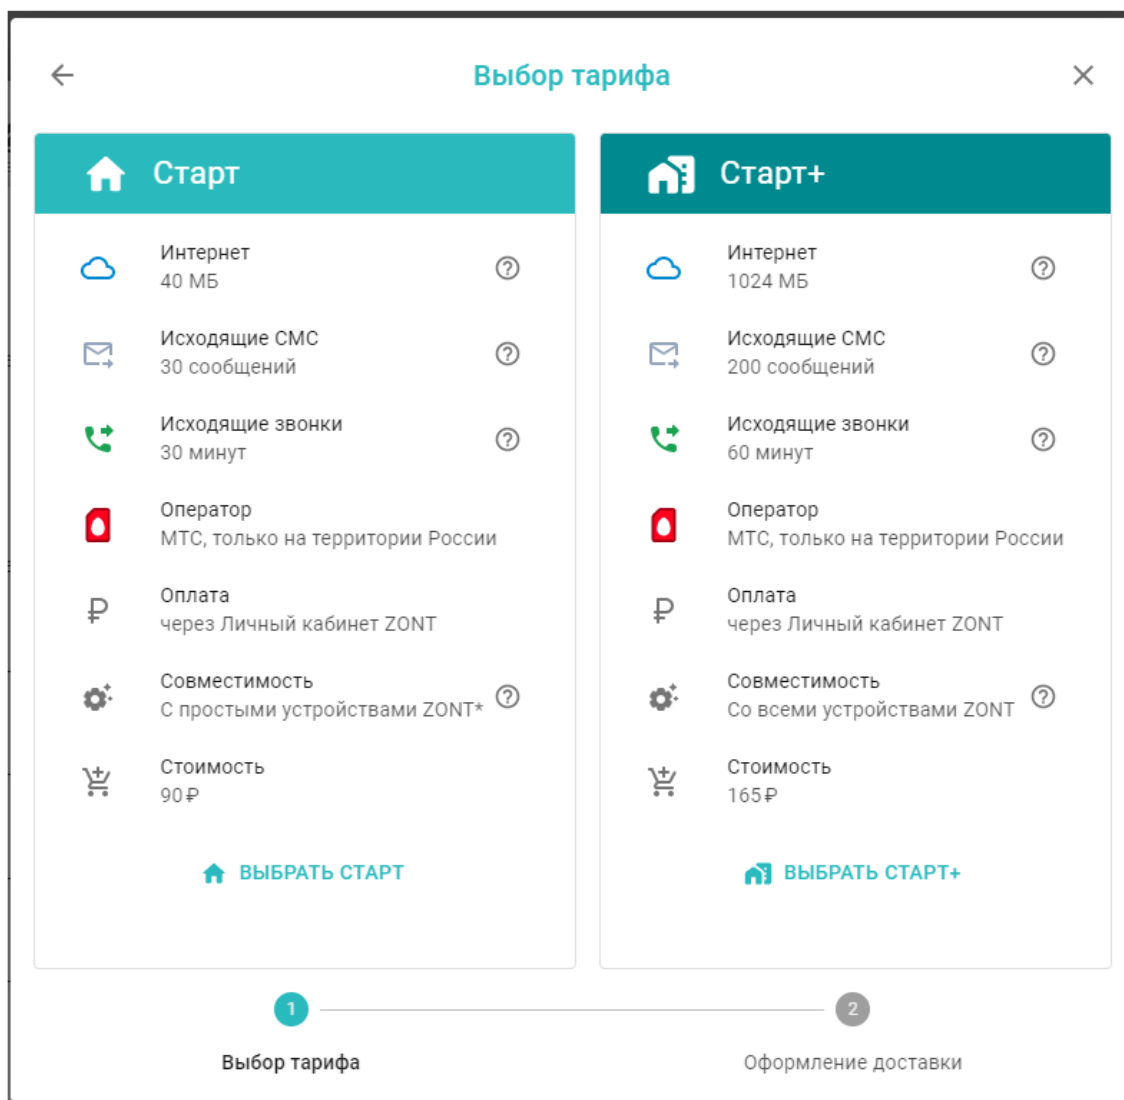 Выбор тарифа
Старт
Интернет
40 МБ
Исходящие СМС
30 сообщений
Исходящие звонки
30 минут
Оператор
МТС, только на территории России
Оплата
через Личный кабинет ZONT
Совместимость
С простыми устройствами ZONT*
Стоимость
90 ₽
ВЫБРАТЬ СТАРТ
Старт+
Интернет
1024 МБ
Исходящие СМС
200 сообщений
Исходящие звонки
60 минут
Оператор
МТС, только на территории России
Оплата
через Личный кабинет ZONT
Совместимость
Со всеми устройствами ZONT
Стоимость
165 ₽
ВЫБРАТЬ СТАРТ+
1
Выбор тарифа
2
Оформление доставки